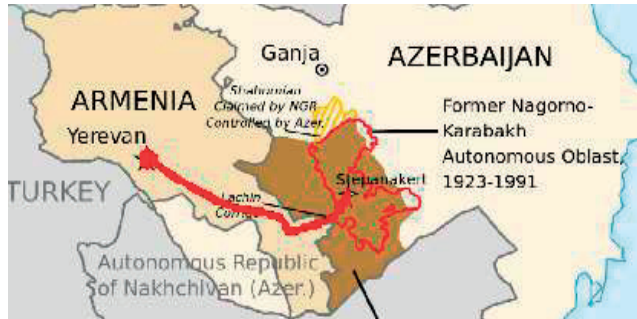 Ganja
AZERBAIJAN
Shahumian
Claimed by NGR
Controlled by Azer.
ARMENIA
Yerevan
Former Nagorno-
Karabakh
Autonomous Oblast,
1923-1991
Stepanakert
TURKEY
Lachin
Autonomous Republic
of Nakhchivan (Azer.)